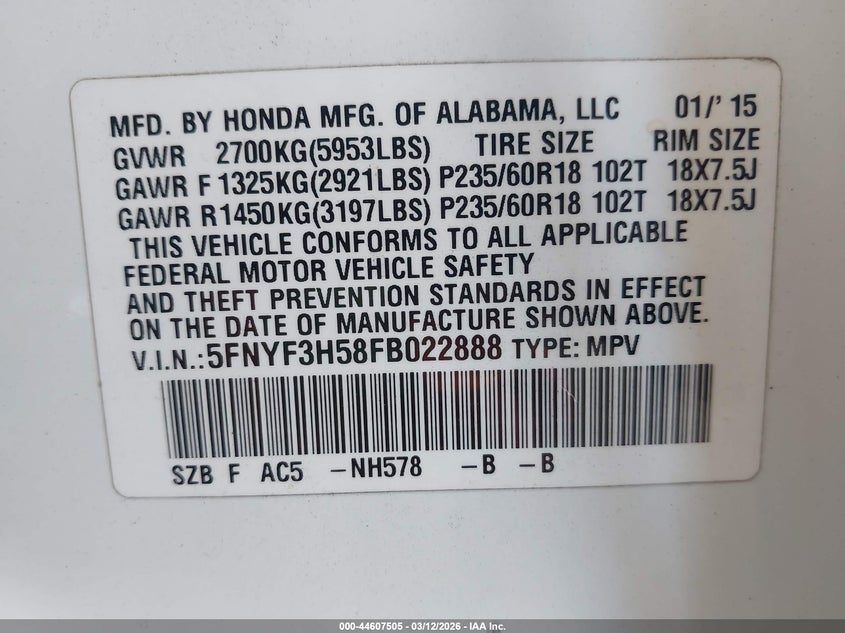 MFD. BY HONDA MFG. OF ALABAMA, LLC 01/' 15
GVWR 2700KG(5953LBS) TIRE SIZE RIM SIZE
GAWR F 1325KG(2921LBS) P235/60R18 102T 18X7.5J
GAWR R1450KG(3197LBS) P235/60R18 102T 18X7.5J
THIS VEHICLE CONFORMS TO ALL APPLICABLE
FEDERAL MOTOR VEHICLE SAFETY
AND THEFT PREVENTION STANDARDS IN EFFECT
ON THE DATE OF MANUFACTURE SHOWN ABOVE.
V.I.N.:5FNYF3H58FB022888 TYPE: MPV
SZB F AC5 -NH578 -B -B
000-44607505 - 03/12/2026 - IAA Inc.